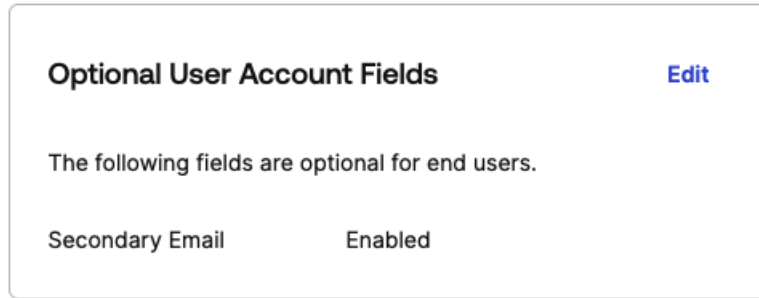 Optional User Account Fields Edit
The following fields are optional for end users.
Secondary Email Enabled